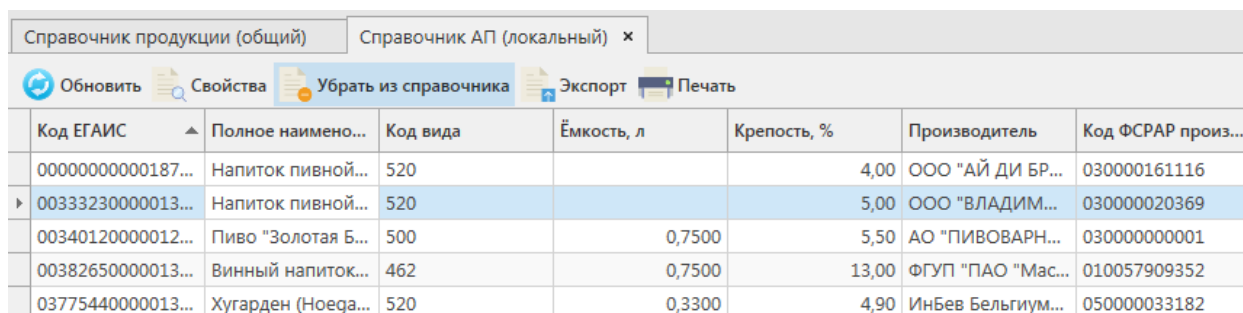 Справочник продукции (общий) Справочник АП (локальный) ×
Обновить Свойства Убрать из справочника Экспорт Печать
Код ЕГАИС Полное наимено... Код вида Ёмкость, л Крепость, % Производитель Код ФСРАР произ...
00000000000187... Напиток пивной... 520 4,00 ООО "АЙ ДИ БР... 030000161116
00333230000013... Напиток пивной... 520 5,00 ООО "ВЛАДИМ... 030000020369
00340120000012... Пиво "Золотая Б... 500 0,7500 5,50 АО "ПИВОВАРН... 030000000001
00382650000013... Винный напиток... 462 0,7500 13,00 ФГУП "ПАО "Мас... 010057909352
03775440000013... Хугарден (Hoega... 520 0,3300 4,90 ИнБев Бельгиум... 050000033182